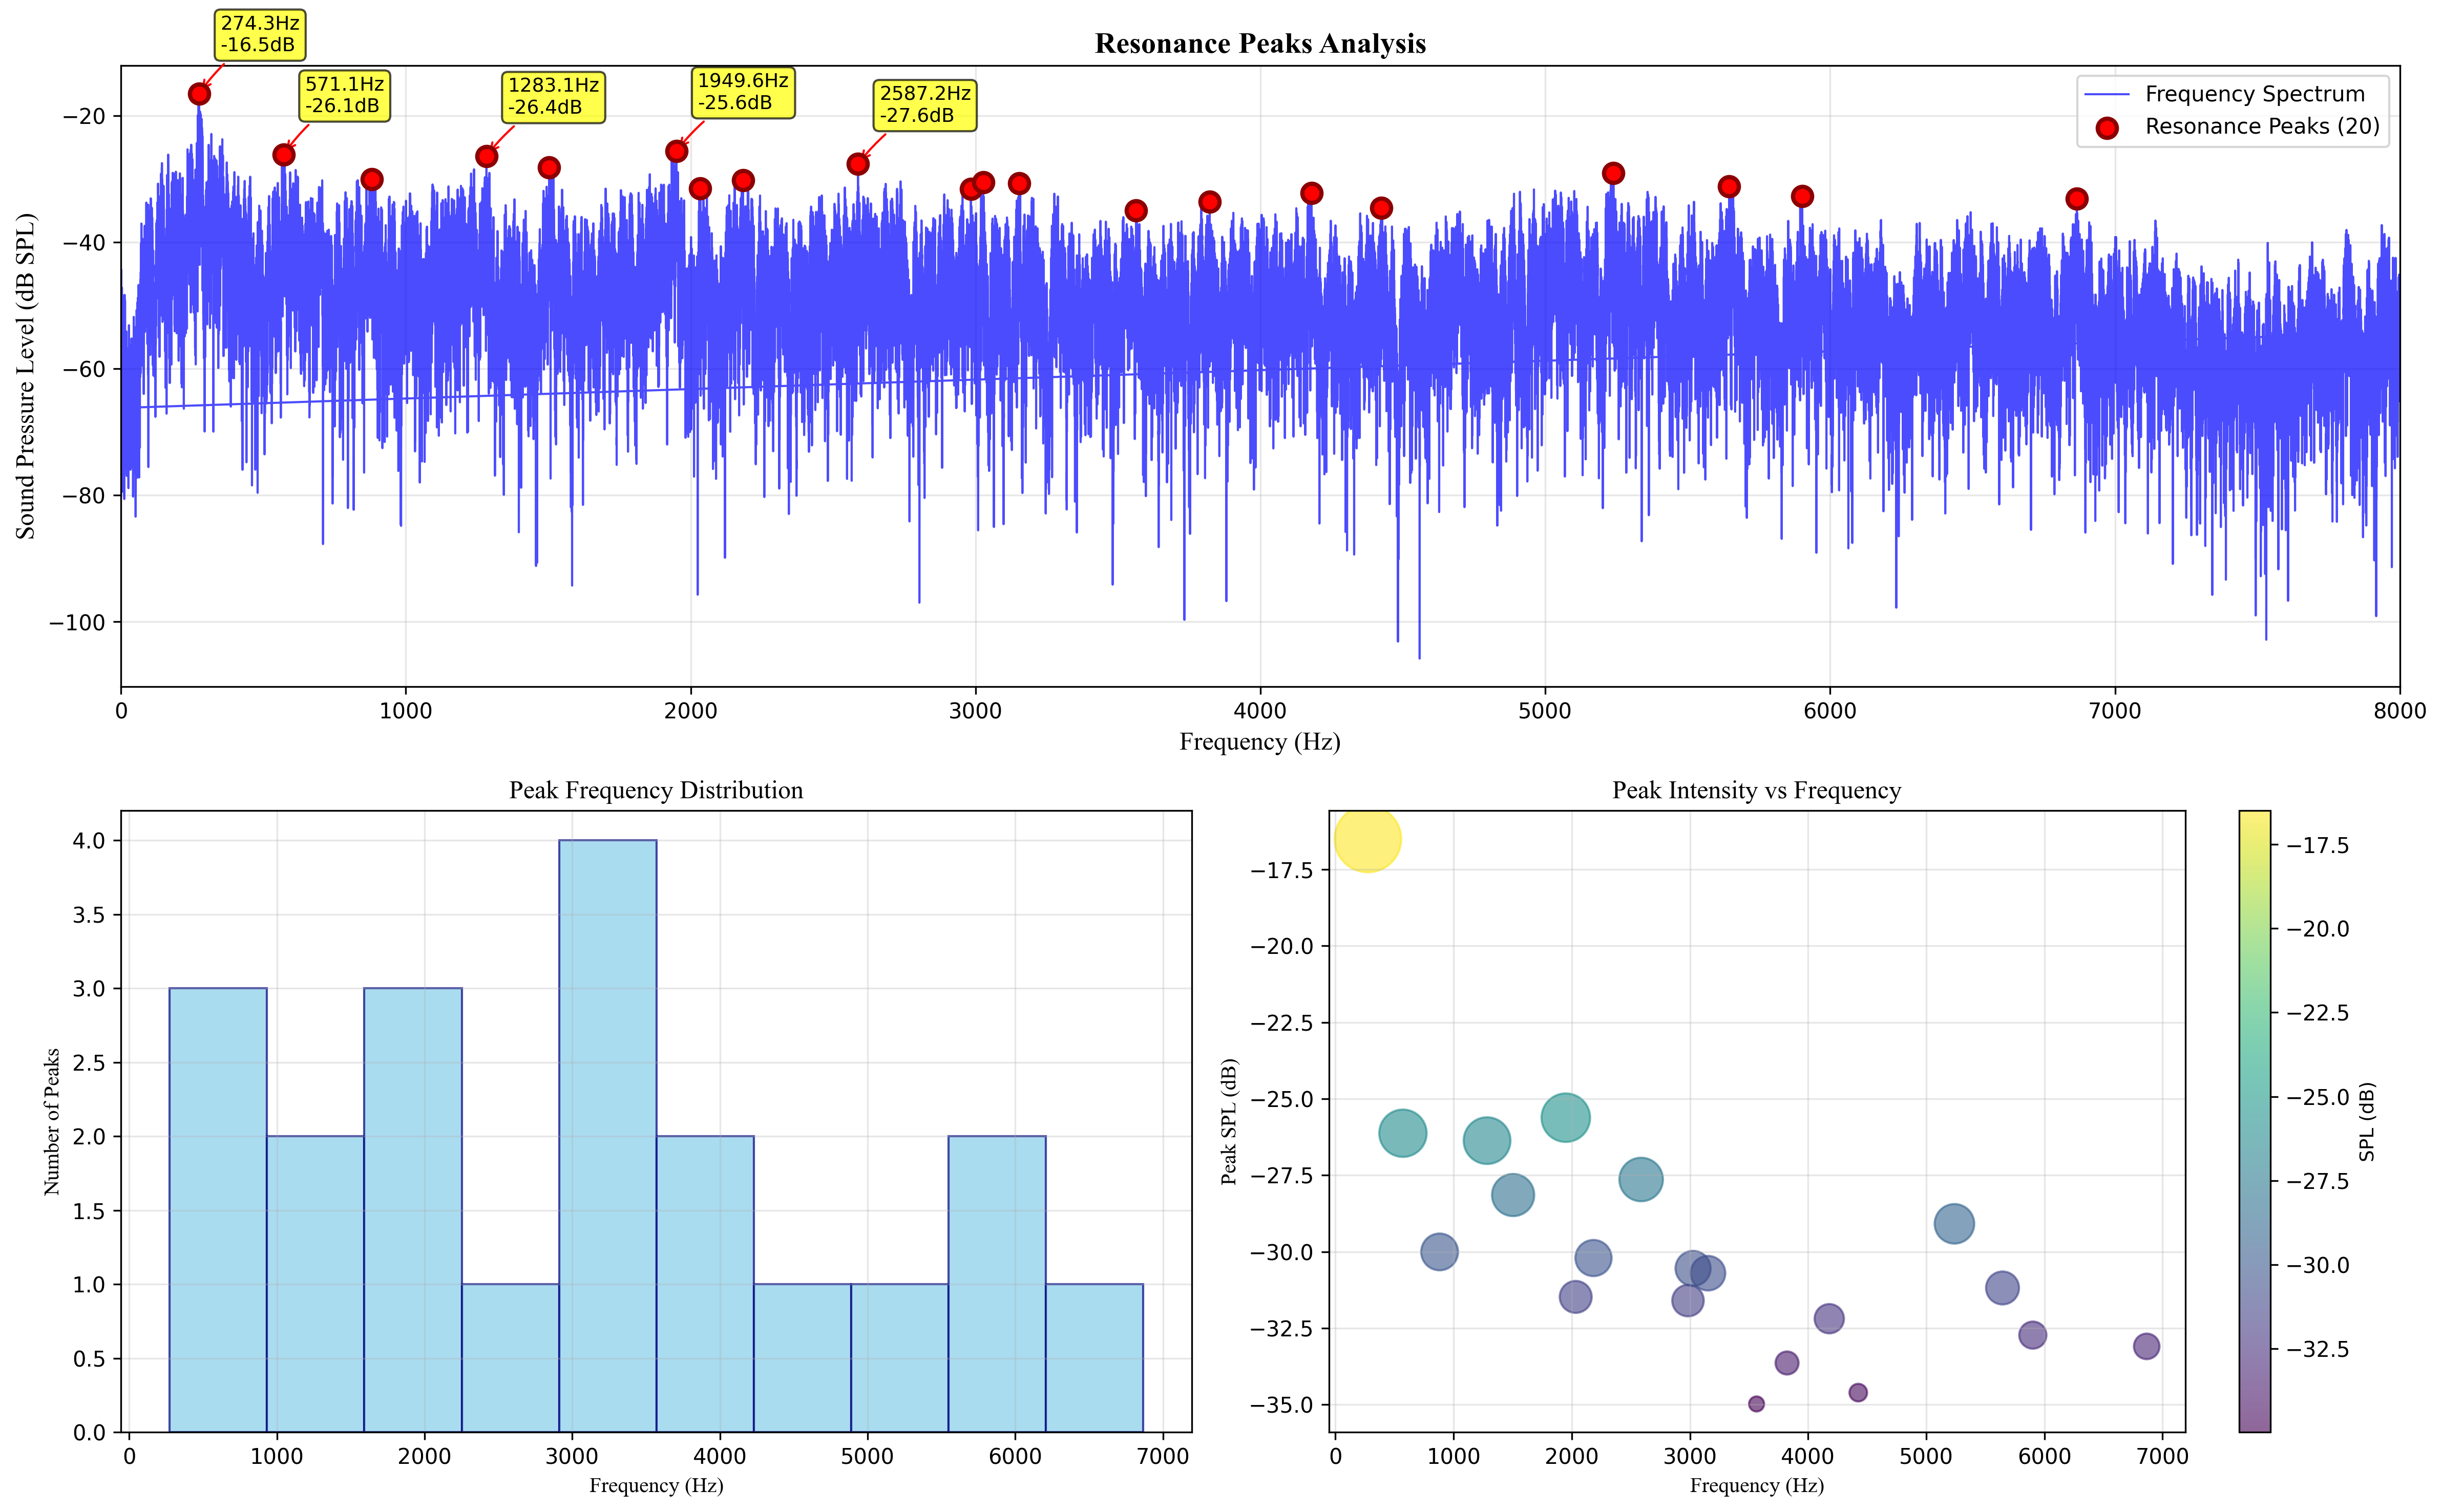 274.3Hz
-16.5dB
Resonance Peaks Analysis
571.1Hz
-26.1dB
1283.1Hz
-26.4dB
1949.6Hz
-25.6dB
2587.2Hz
-27.6dB
Frequency Spectrum
Resonance Peaks (20)
Sound Pressure Level (dB SPL)
−20
−40
−60
−80
−100
0 1000 2000 3000 4000 5000 6000 7000 8000
Frequency (Hz)
Peak Frequency Distribution
Number of Peaks
4.0
3.5
3.0
2.5
2.0
1.5
1.0
0.5
0.0
0 1000 2000 3000 4000 5000 6000 7000
Frequency (Hz)
Peak Intensity vs Frequency
Peak SPL (dB)
−17.5
−20.0
−22.5
−25.0
−27.5
−30.0
−32.5
−35.0
0 1000 2000 3000 4000 5000 6000 7000
Frequency (Hz)
−17.5
−20.0
−22.5
−25.0
−27.5
−30.0
−32.5
SPL (dB)